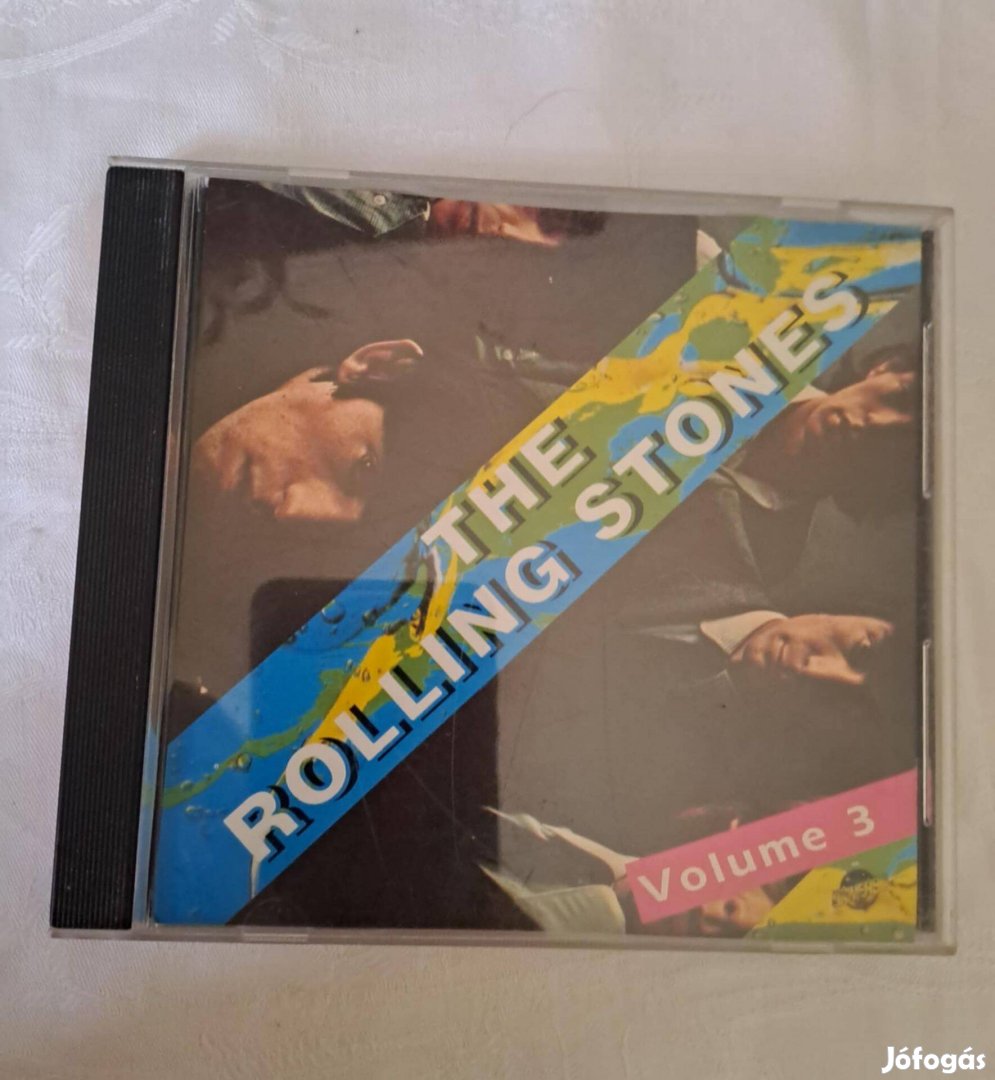 THE
ROLLING STONES
Volume 3
Jófogás